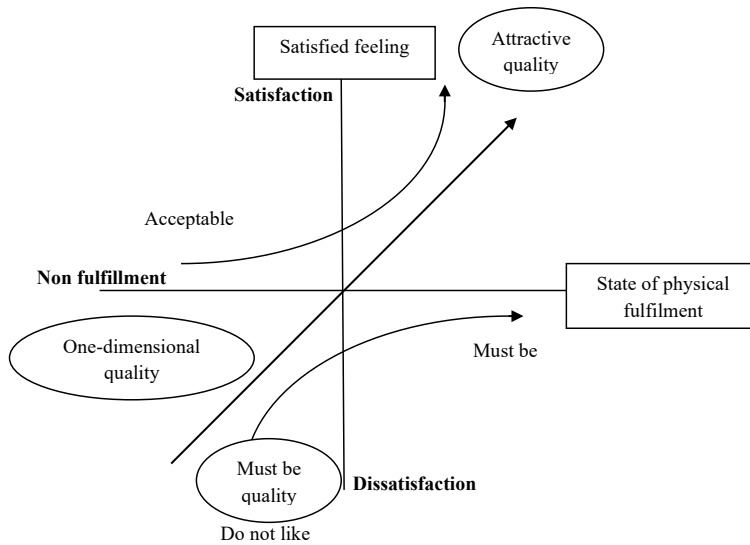 Satisfied feeling
Attractive
quality
Satisfaction
Acceptable
Non fulfillment
State of physical
fulfilment
One-dimensional
quality
Must be
Must be
quality
Dissatisfaction
Do not like